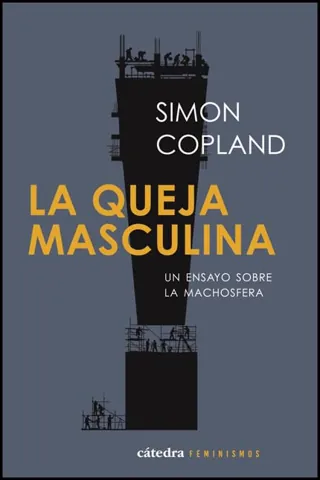 SIMON
COPLAND
LA QUEJA
MASCULINA
UN ENSAYO SOBRE
LA MACHOSFERA
cátedra FEMINISMOS